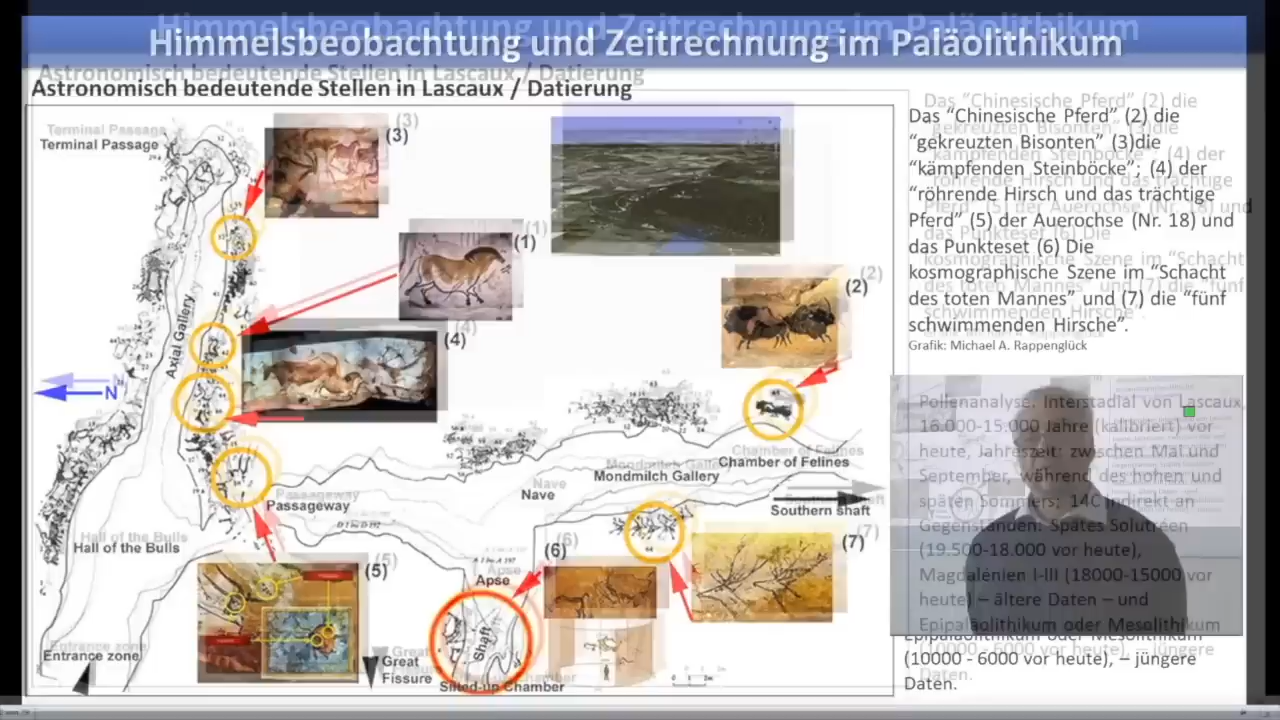 Himmelsbeobachtung und Zeitrechnung im Paläolithikum
Astronomisch bedeutende Stellen in Lascaux / Datierung
Terminal Passage
(3)
(1)
(2)
Axial Gallery
(4)
N
Chamber of Felines
Mondmilch Gallery
Nave
Passageway
Southern shaft
Hall of the Bulls
(5)
(6)
(7)
Apse
Shaft
Entrance zone
Great
Fissure
Silted-up Chamber
Das “Chinesische Pferd” (2) die
“gekreuzten Bisonten” (3)die
“kämpfenden Steinböcke”; (4) der
“röhrende Hirsch und das trächtige
Pferd” (5) der Auerochse (Nr. 18) und
das Punkteset (6) Die
kosmographische Szene im “Schacht
des toten Mannes” und (7) die “fünf
schwimmenden Hirsche”.
Grafik: Michael A. Rappenglück
Pollenanalyse: Interstadial von Lascaux,
16.000-15.000 Jahre (kalibriert) vor
heute, Jahreszeit: zwischen Mai und
September, während des hohen und
späten Sommers; 14C indirekt an
Gegenständen: Spätes Solutréen
(19.500-18.000 vor heute),
Magdalénien I-III (18000-15000 vor
heute) – ältere Daten – und
Epipaläolithikum oder Mesolithikum
(10000 - 6000 vor heute), – jüngere
Daten.